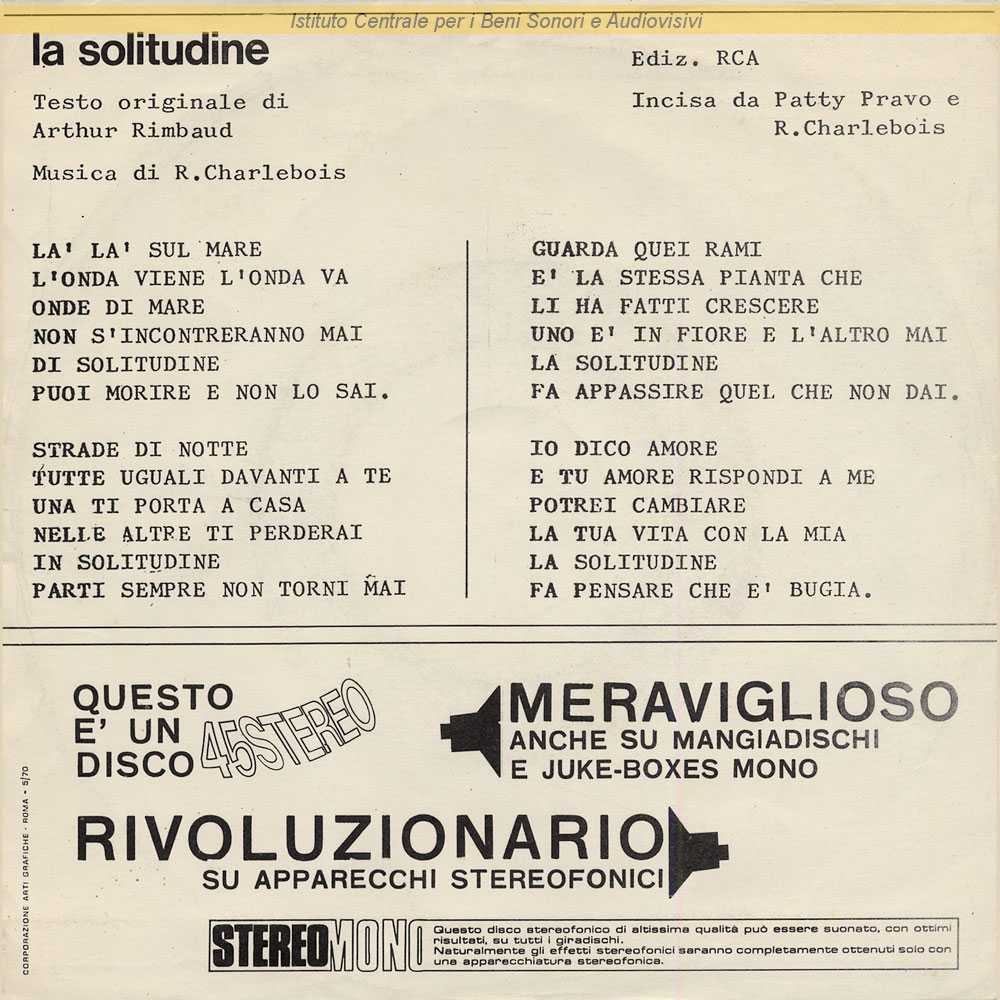 Istituto Centrale per i Beni Sonori e Audiovisivi
la solitudine
Testo originale di
Arthur Rimbaud
Musica di R.Charlebois
Ediz. RCA
Incisa da Patty Pravo e
R.Charlebois
LA' LA' SUL MARE
L'ONDA VIENE L'ONDA VA
ONDE DI MARE
NON S'INCONTRERANNO MAI
DI SOLITUDINE
PUOI MORIRE E NON LO SAI.
STRADE DI NOTTE
TUTTE UGUALI DAVANTI A TE
UNA TI PORTA A CASA
NELLE ALTRE TI PERDERAI
IN SOLITUDINE
PARTI SEMPRE NON TORNI MAI
GUARDA QUEI RAMI
E' LA STESSA PIANTA CHE
LI HA FATTI CRESCERE
UNO E' IN FIORE E L'ALTRO MAI
LA SOLITUDINE
FA APPASSIRE QUEL CHE NON DAI.
IO DICO AMORE
E TU AMORE RISPONDI A ME
POTREI CAMBIARE
LA TUA VITA CON LA MIA
LA SOLITUDINE
FA PENSARE CHE E' BUGIA.
QUESTO
E' UN
DISCO
45STEREO
MERAVIGLIOSO
ANCHE SU MANGIADISCHI
E JUKE-BOXES MONO
RIVOLUZIONARIO
SU APPARECCHI STEREOFONICI
STEREOMONO
Questo disco stereofonico di altissima qualità può essere suonato, con ottimi
risultati, su tutti i giradischi.
Naturalmente gli effetti stereofonici saranno completamente ottenuti solo con
una apparecchiatura stereofonica.
CORPORAZIONE ARTI GRAFICHE - ROMA • 5/70